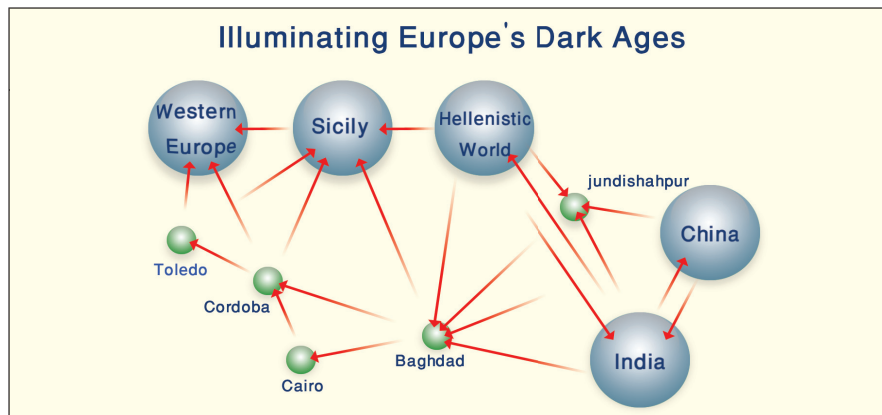 Illuminating Europe's Dark Ages
Western
Europe
Sicily
Hellenistic
World
jundishahpur
China
Toledo
Cordoba
Baghdad
India
Cairo